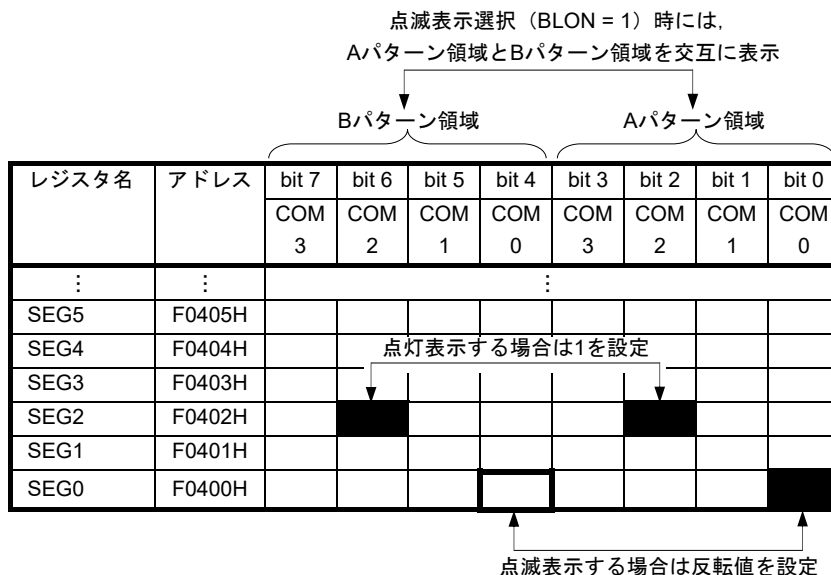 点滅表示選択（BLON = 1）時には,
Aパターン領域とBパターン領域を交互に表示
Bパターン領域 Aパターン領域
レジスタ名 アドレス bit 7 bit 6 bit 5 bit 4 bit 3 bit 2 bit 1 bit 0
COM COM COM COM COM COM COM COM
3 2 1 0 3 2 1 0
⋮ ⋮ ⋮
SEG5 F0405H
SEG4 F0404H 点灯表示する場合は1を設定
SEG3 F0403H
SEG2 F0402H
SEG1 F0401H
SEG0 F0400H
点滅表示する場合は反転値を設定